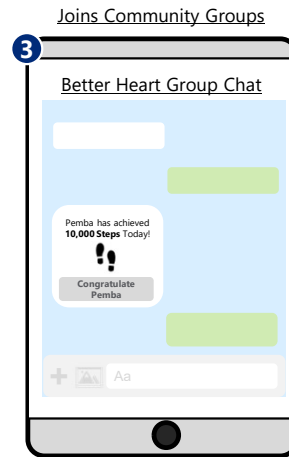 Joins Community Groups
3
Better Heart Group Chat
Pemba has achieved
10,000 Steps Today!
Congratulate
Pemba
Aa